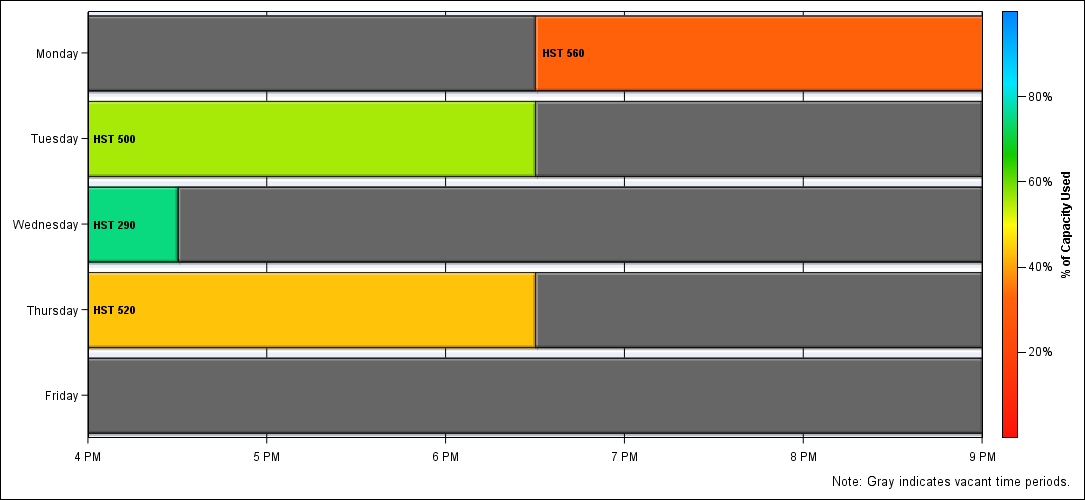 Monday
HST 560
Tuesday
HST 500
Wednesday
HST 290
Thursday
HST 520
Friday
4 PM 5 PM 6 PM 7 PM 8 PM 9 PM
80%
60%
40%
20%
% of Capacity Used
Note: Gray indicates vacant time periods.